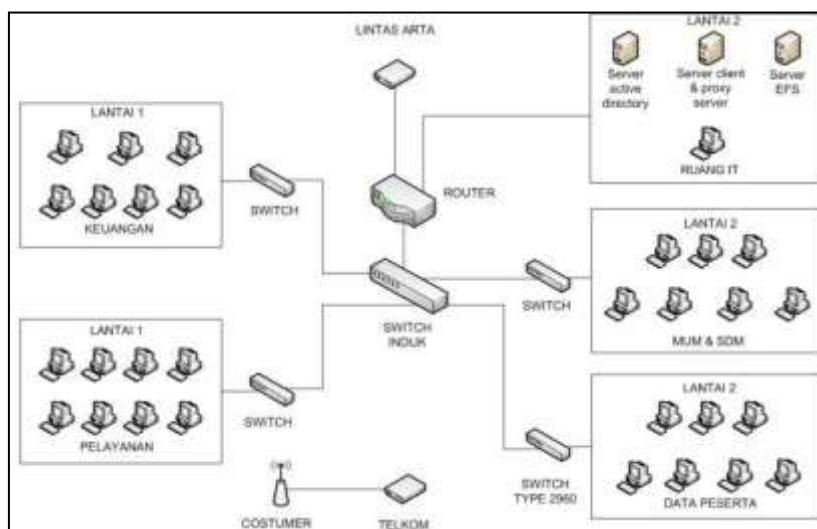 LINTAS ARTA
LANTAI 2
Server
active
directory
Server client
& proxy
server
Server
EFS
RUANG IT
LANTAI 1
KEUANGAN
SWITCH
ROUTER
LANTAI 2
MUM & SDM
SWITCH
SWITCH
INDUK
LANTAI 1
PELAYANAN
SWITCH
LANTAI 2
DATA PESERTA
SWITCH
TYPE 2960
COSTUMER
TELKOM